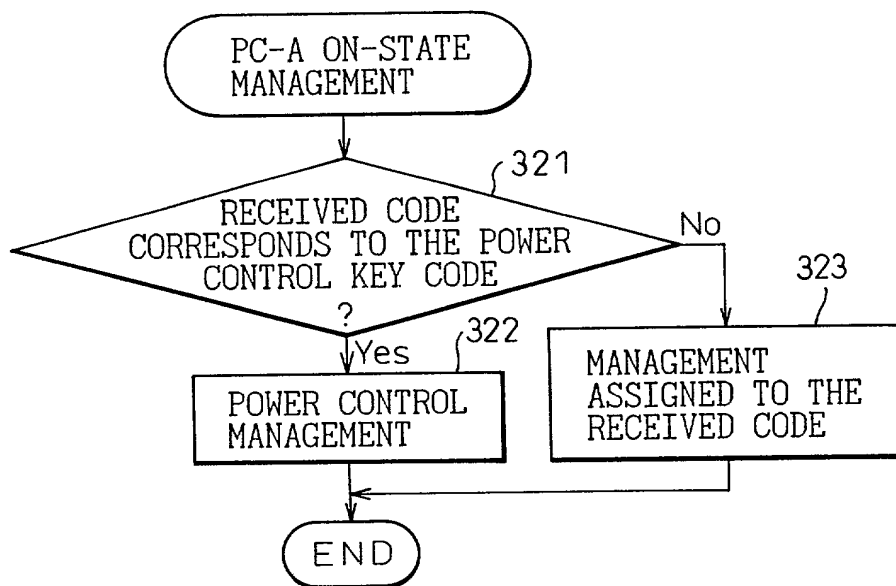 PC-A ON-STATE
MANAGEMENT
321
RECEIVED CODE
CORRESPONDS TO THE POWER
CONTROL KEY CODE
?
No
Yes
322
323
POWER CONTROL
MANAGEMENT
MANAGEMENT
ASSIGNED TO THE
RECEIVED CODE
END